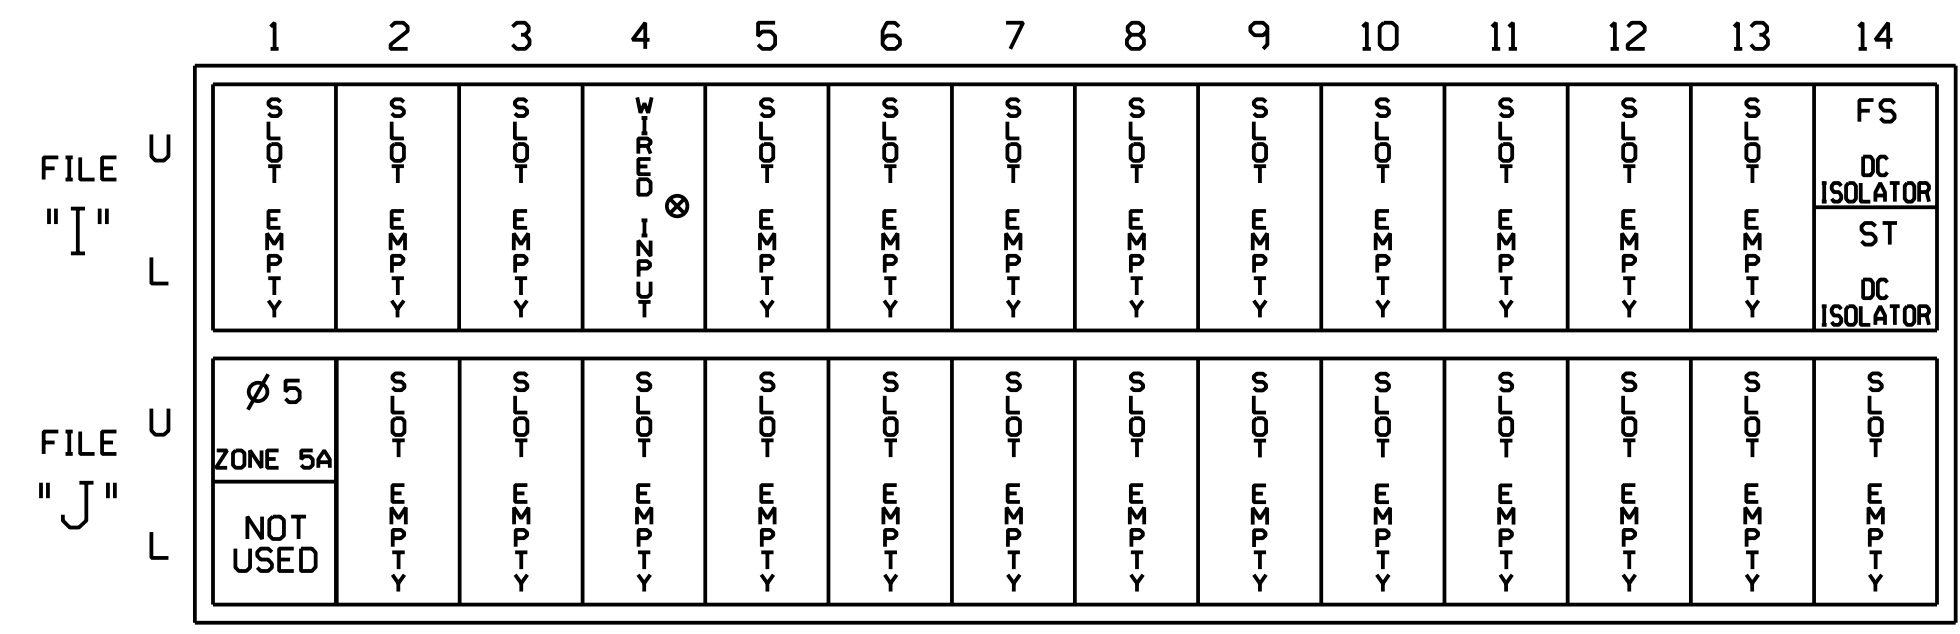 1 2 3 4 5 6 7 8 9 10 11 12 13 14
FILE "I"
U
L
SLOT EMPTY
SLOT EMPTY
SLOT EMPTY
WIRED INPUT ⊗
SLOT EMPTY
SLOT EMPTY
SLOT EMPTY
SLOT EMPTY
SLOT EMPTY
SLOT EMPTY
SLOT EMPTY
SLOT EMPTY
SLOT EMPTY
FS
DC
ISOLATOR
ST
DC
ISOLATOR
FILE "J"
U
L
Ø 5
ZONE 5A
NOT
USED
SLOT EMPTY
SLOT EMPTY
SLOT EMPTY
SLOT EMPTY
SLOT EMPTY
SLOT EMPTY
SLOT EMPTY
SLOT EMPTY
SLOT EMPTY
SLOT EMPTY
SLOT EMPTY
SLOT EMPTY
SLOT EMPTY